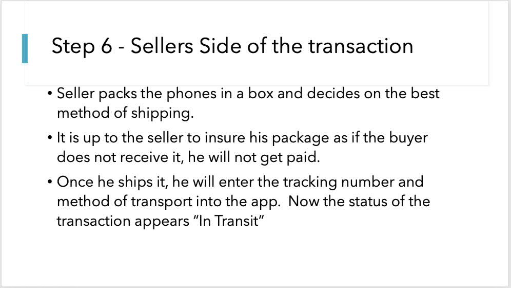 Step 6 - Sellers Side of the transaction
• Seller packs the phones in a box and decides on the best
method of shipping.
• It is up to the seller to insure his package as if the buyer
does not receive it, he will not get paid.
• Once he ships it, he will enter the tracking number and
method of transport into the app.  Now the status of the
transaction appears “In Transit”